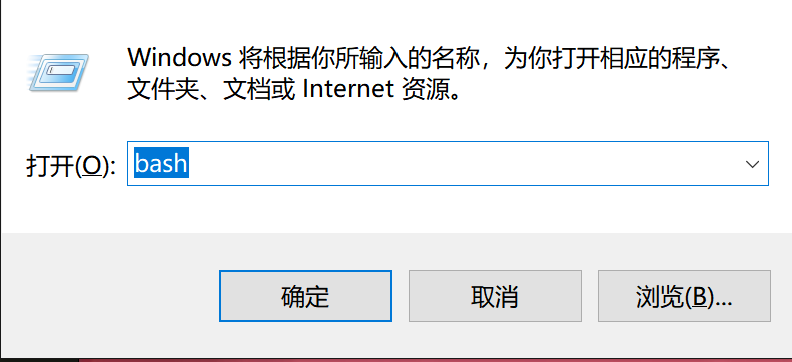 Windows 将根据你所输入的名称，为你打开相应的程序、
文件夹、文档或 Internet 资源。
打开(O): bash
确定 取消 浏览(B)...